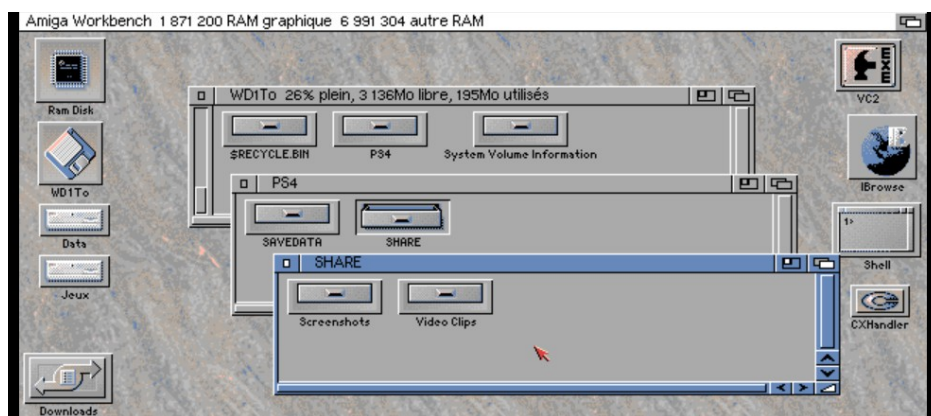 Amiga Workbench 1 871 200 RAM graphique 6 991 304 autre RAM
Ram Disk
WD1To
Data
Jeux
Downloads
WD1To 26% plein, 3 136Mo libre, 195Mo utilisés
$RECYCLE.BIN PS4 System Volume Information
PS4
SAVEDATA SHARE
SHARE
Screenshots Video Clips
EXE
VC2
IBrowse
1>
Shell
CXHandler